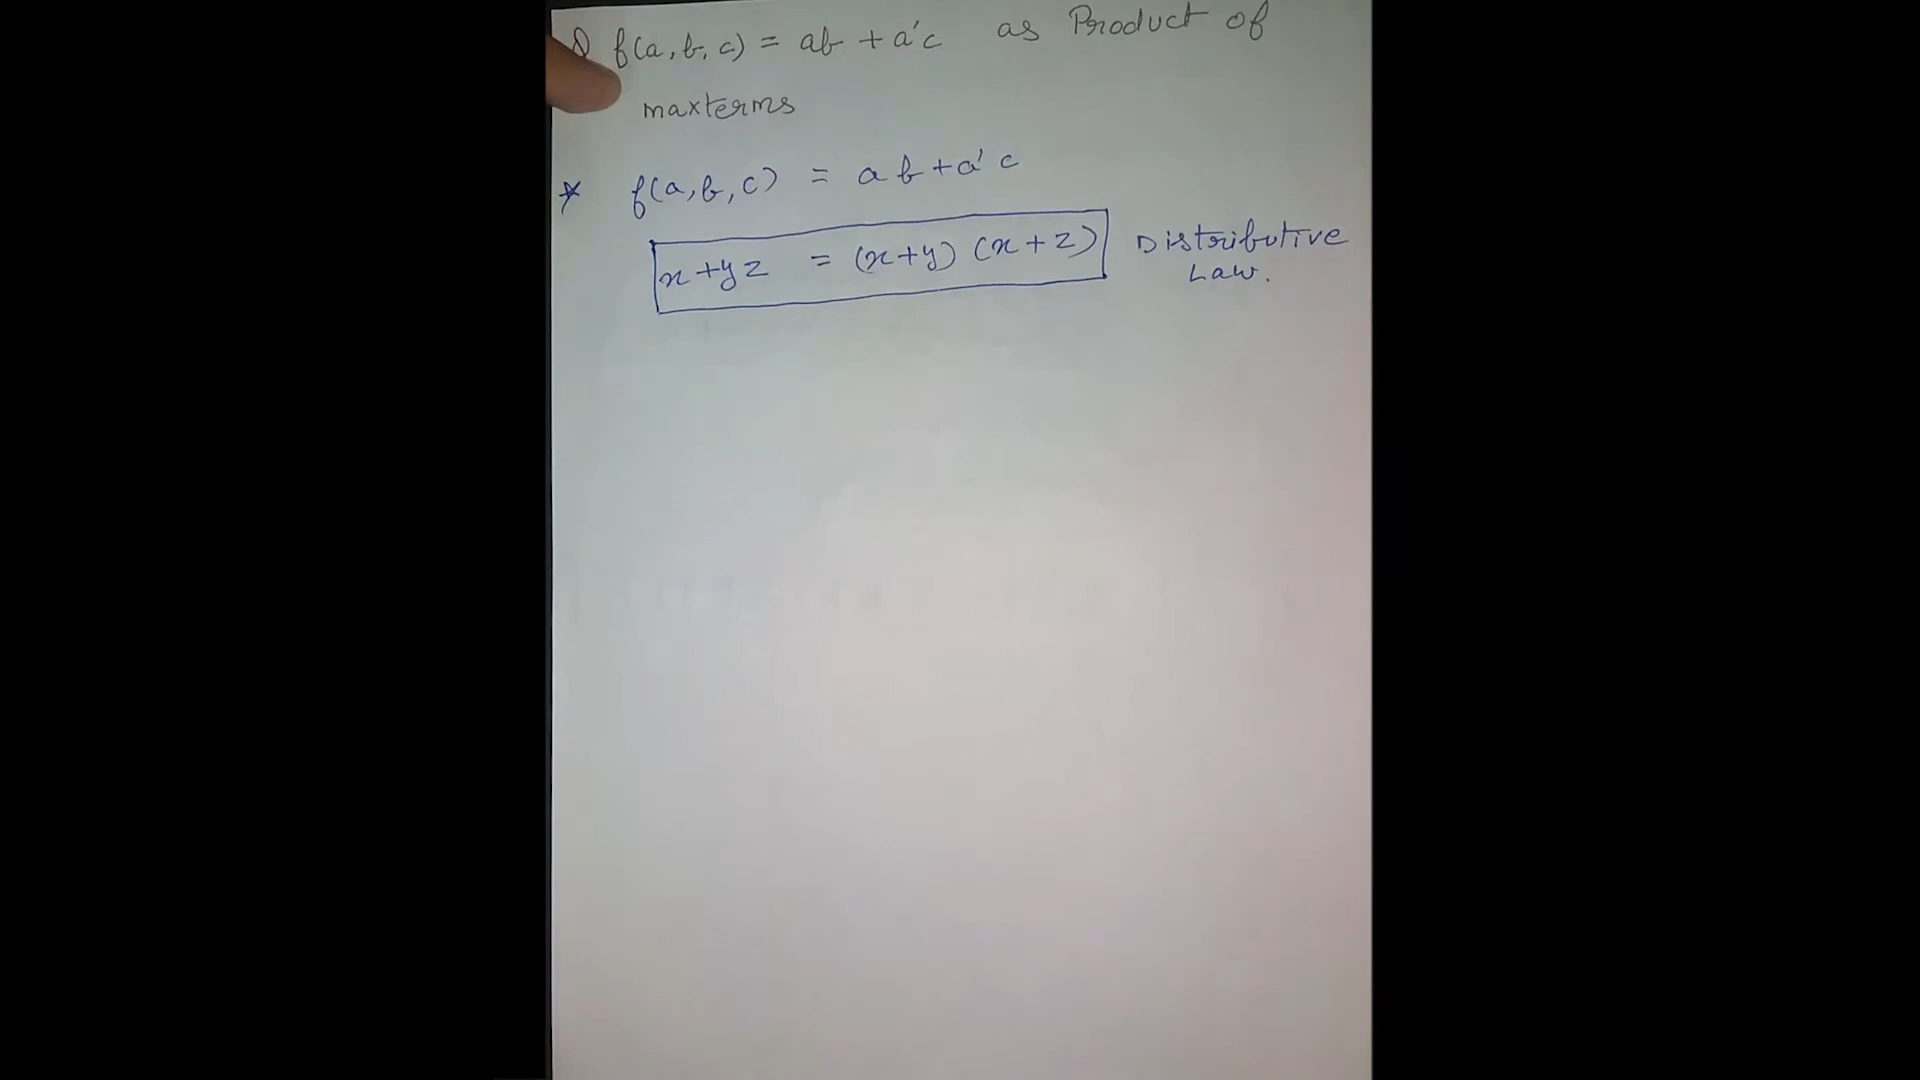 Q f(a, b, c) = ab + a'c as Product of
maxterms
* f(a, b, c) = ab + a'c
x + yz = (x+y) (x+z) Distributive
Law.